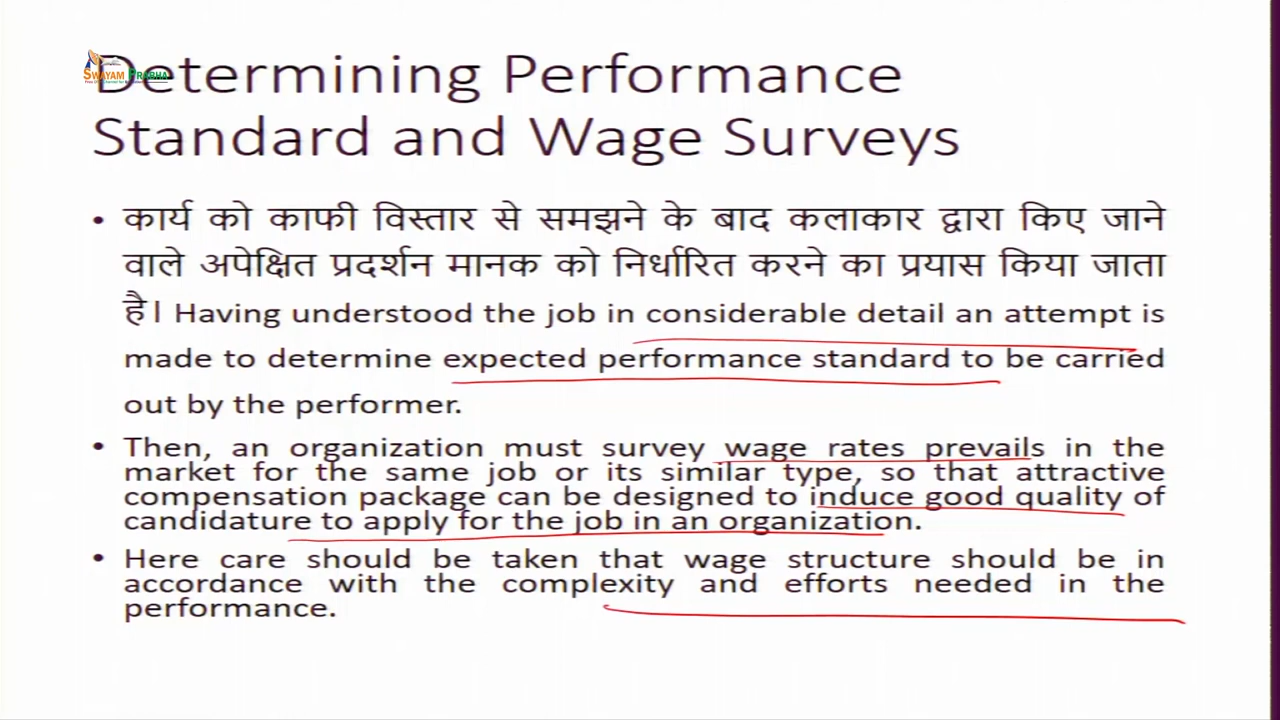 SWAYAM PRABHA
Determining Performance
Standard and Wage Surveys
• कार्य को काफी विस्तार से समझने के बाद कलाकार द्वारा किए जाने
वाले अपेक्षित प्रदर्शन मानक को निर्धारित करने का प्रयास किया जाता
है। Having understood the job in considerable detail an attempt is
made to determine expected performance standard to be carried
out by the performer.
• Then, an organization must survey wage rates prevails in the
market for the same job or its similar type, so that attractive
compensation package can be designed to induce good quality of
candidature to apply for the job in an organization.
• Here care should be taken that wage structure should be in
accordance with the complexity and efforts needed in the
performance.